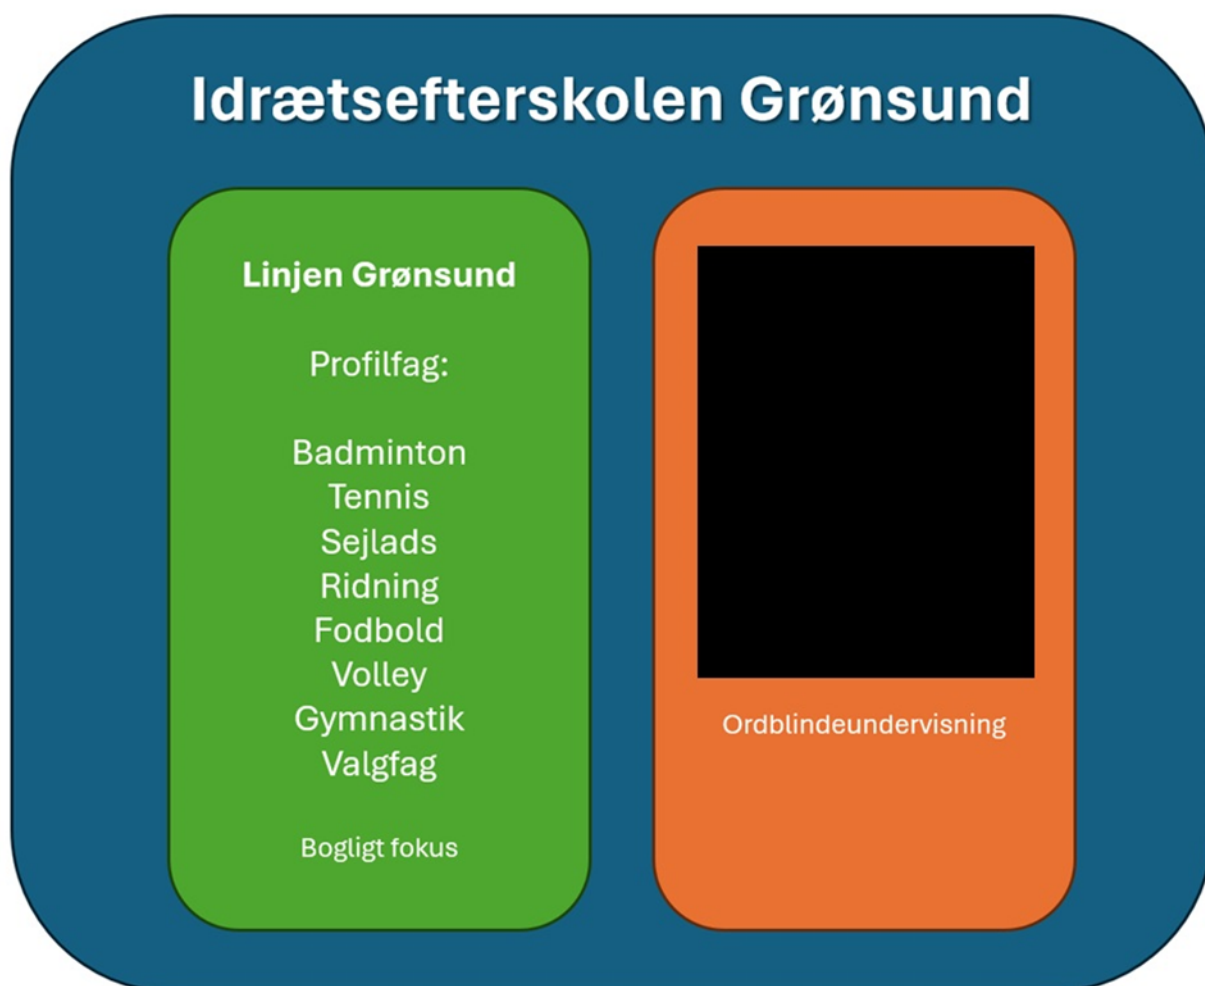 Idrætsefterskolen Grønsund
Linjen Grønsund
Profilfag:
Badminton
Tennis
Sejlads
Ridning
Fodbold
Volley
Gymnastik
Valgfag
Bogligt fokus
Ordblindeundervisning